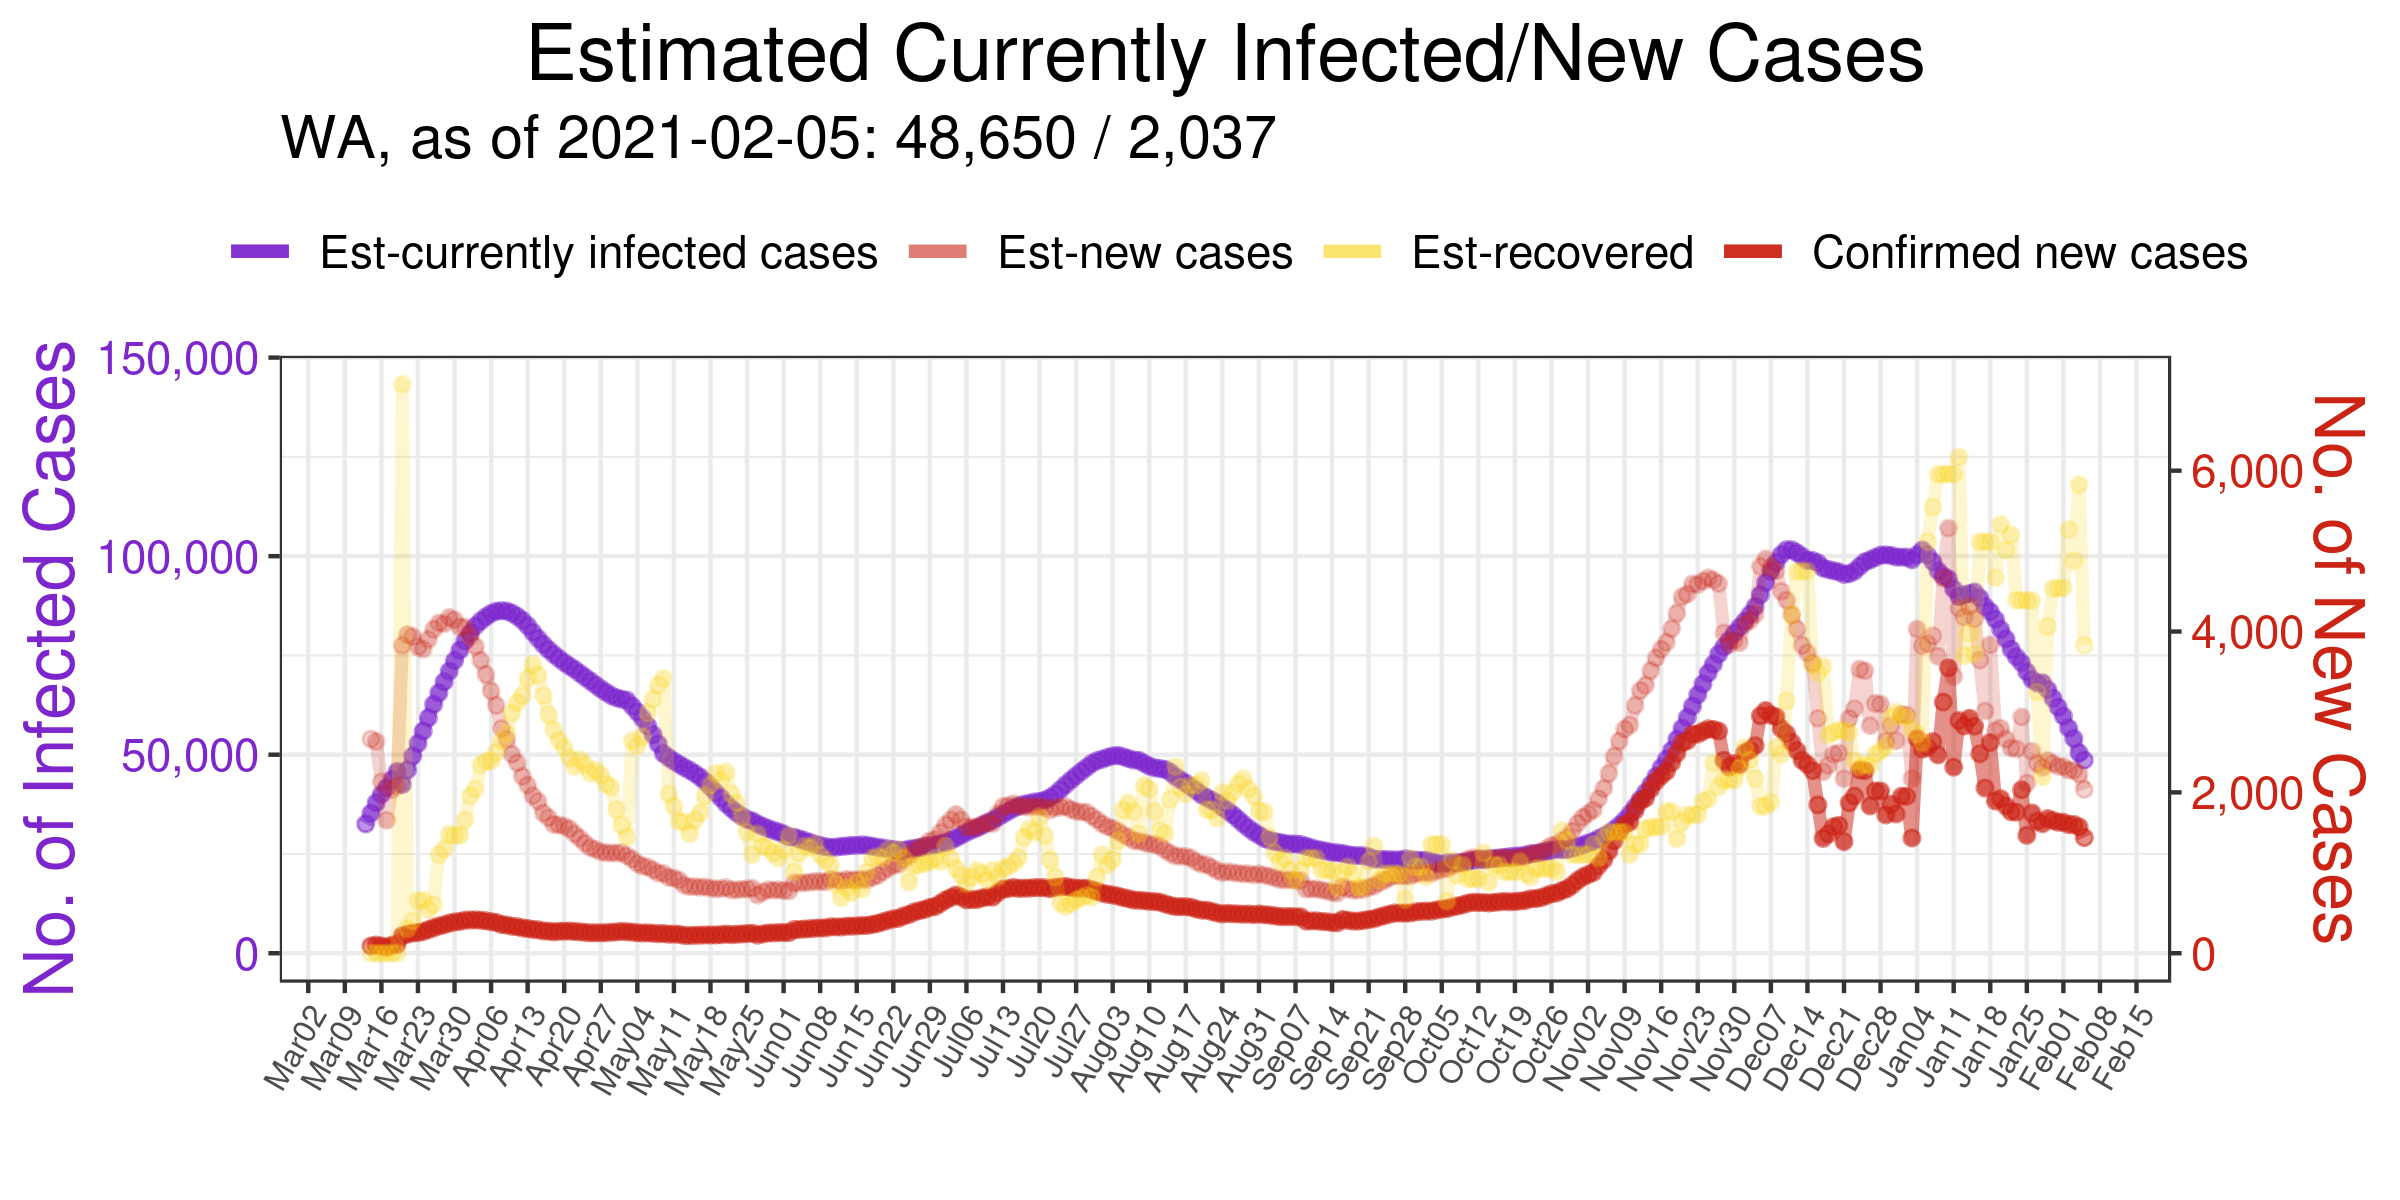 Estimated Currently Infected/New Cases
WA, as of 2021-02-05: 48,650 / 2,037
Est-currently infected cases Est-new cases Est-recovered Confirmed new cases
No. of Infected Cases
150,000
100,000
50,000
0
6,000
4,000
2,000
0
No. of New Cases
Mar02 Mar09 Mar16 Mar23 Mar30 Apr06 Apr13 Apr20 Apr27 May04 May11 May18 May25 Jun01 Jun08 Jun15 Jun22 Jun29 Jul06 Jul13 Jul20 Jul27 Aug03 Aug10 Aug17 Aug24 Aug31 Sep07 Sep14 Sep21 Sep28 Oct05 Oct12 Oct19 Oct26 Nov02 Nov09 Nov16 Nov23 Nov30 Dec07 Dec14 Dec21 Dec28 Jan04 Jan11 Jan18 Jan25 Feb01 Feb08 Feb15